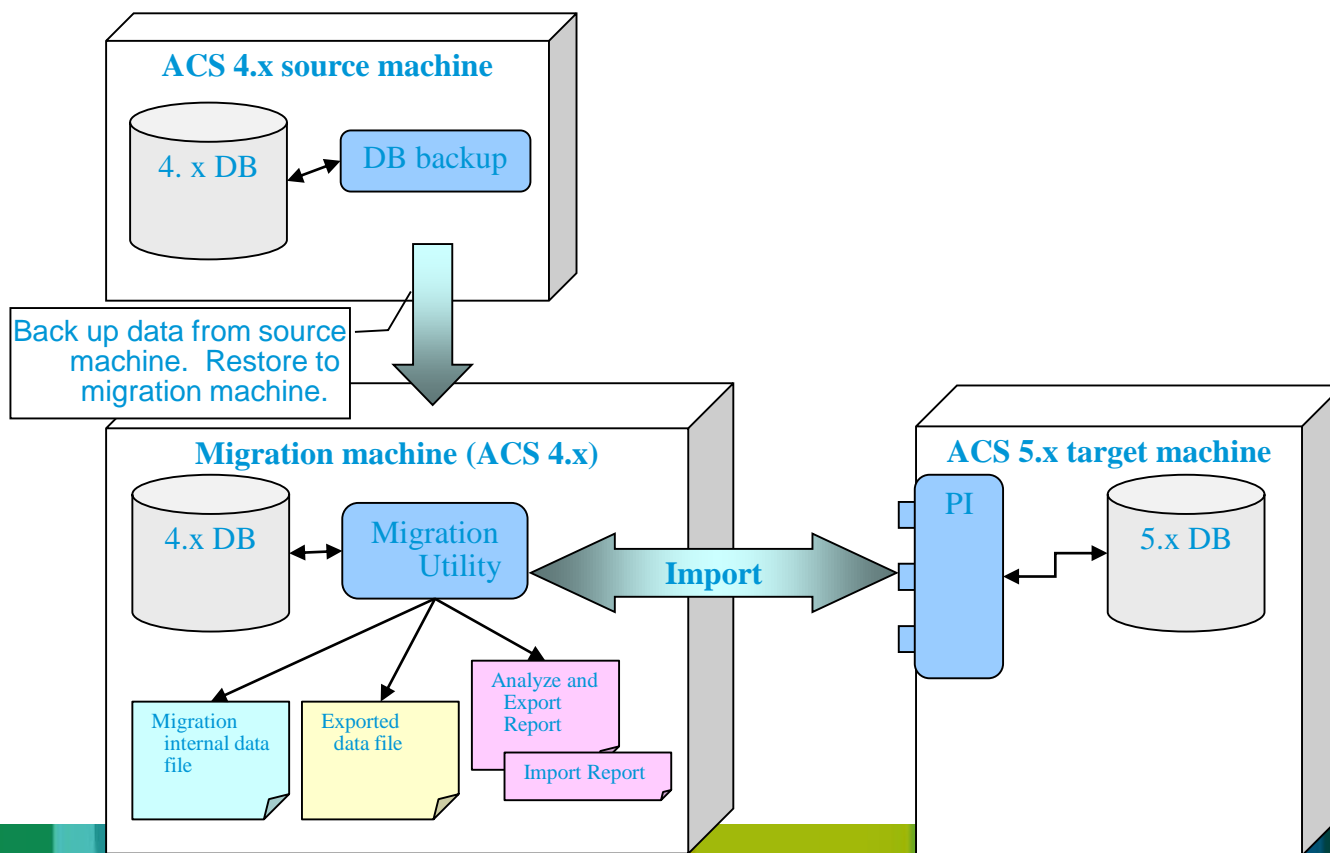 ACS 4.x source machine
4. x DB
DB backup
Back up data from source
machine.  Restore to
migration machine.
Migration machine (ACS 4.x)
4.x DB
Migration
Utility
Import
ACS 5.x target machine
PI
5.x DB
Migration
internal data
file
Exported
data file
Analyze and
Export
Report
Import Report